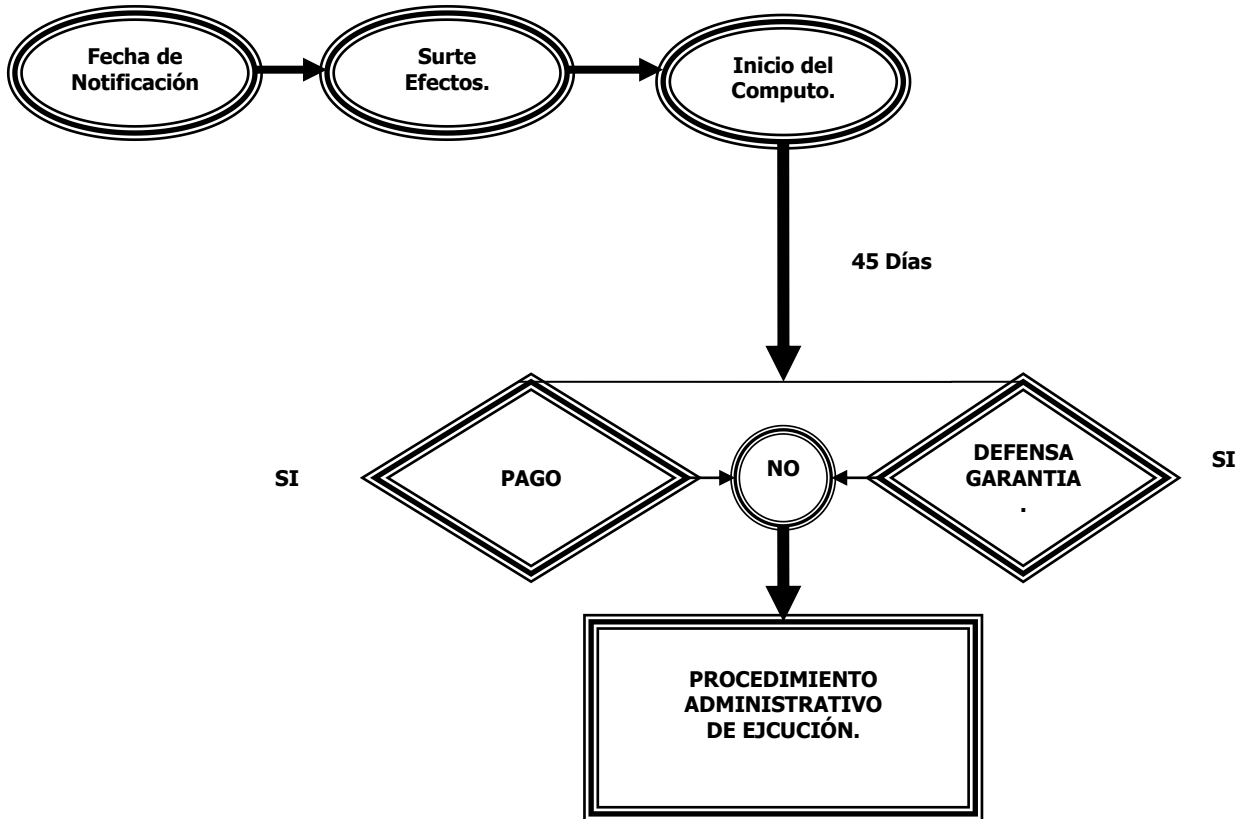 Fecha de
Notificación
Surte
Efectos.
Inicio del
Computo.
45 Días
SI
PAGO
NO
DEFENSA
GARANTIA
.
SI
PROCEDIMIENTO
ADMINISTRATIVO
DE EJCUCIÓN.